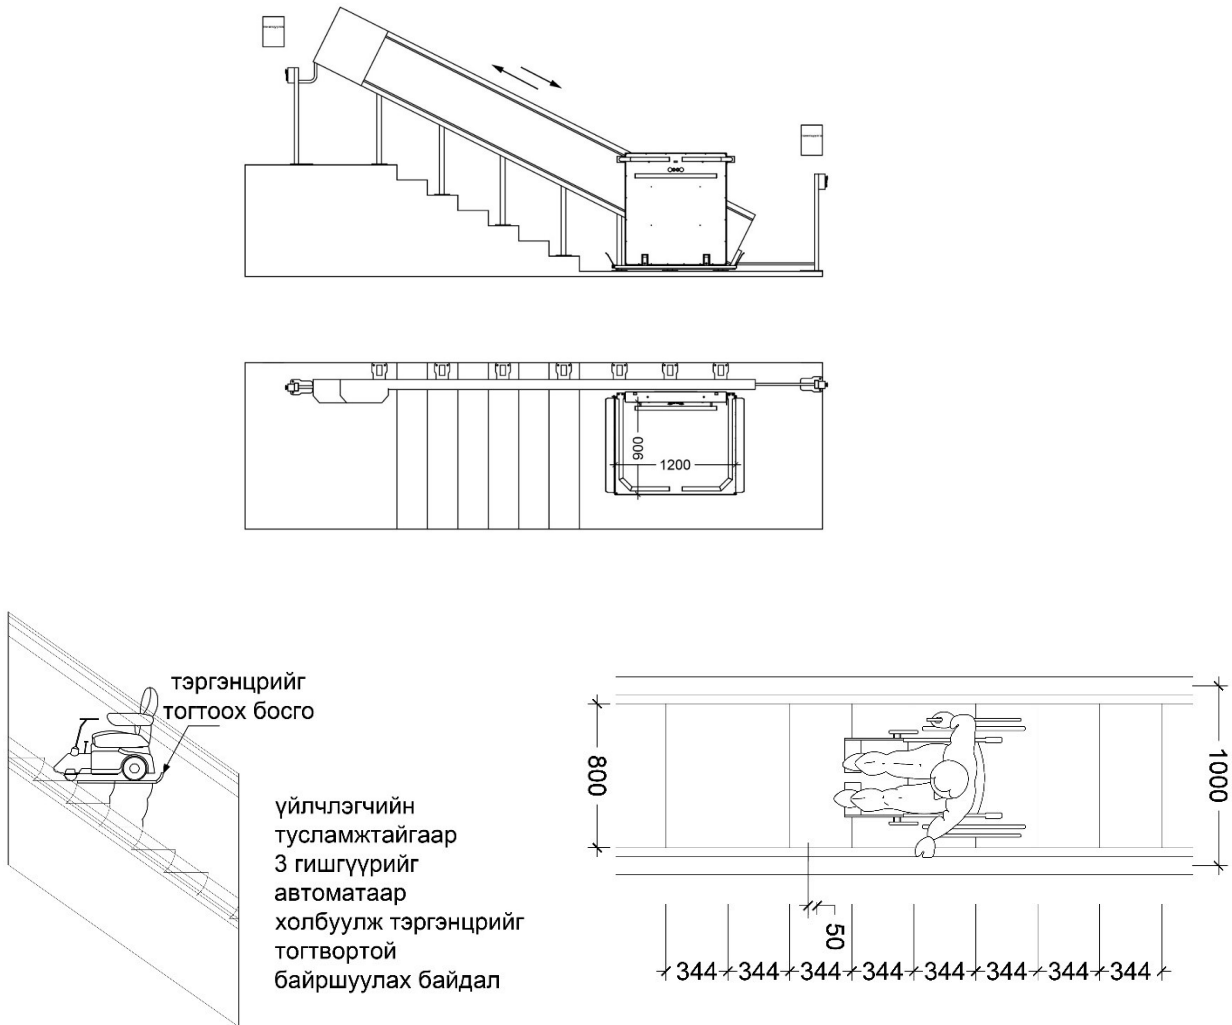 900
1200
тэргэнцрийг
тогтоох босго
үйлчлэгчийн
тусламжтайгаар
3 гишгүүрийг
автоматаар
холбуулж тэргэнцрийг
тогтвортой
байршуулах байдал
800
1000
50
344 344 344 344 344 344 344 344